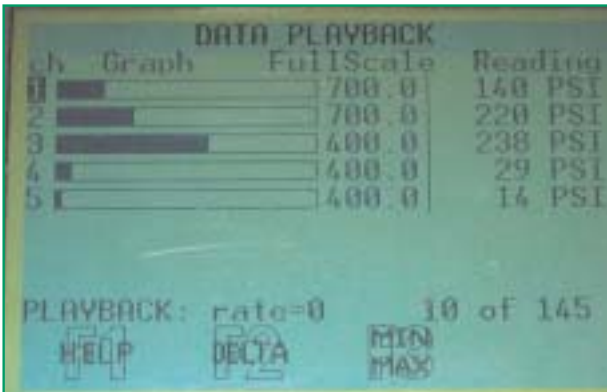 DATA PLAYBACK
ch Graph FullScale Reading
1 700.0 140 PSI
2 700.0 220 PSI
3 400.0 238 PSI
4 400.0 29 PSI
5 400.0 14 PSI
PLAYBACK: rate=0 10 of 145
HELP DELTA MIN
MAX